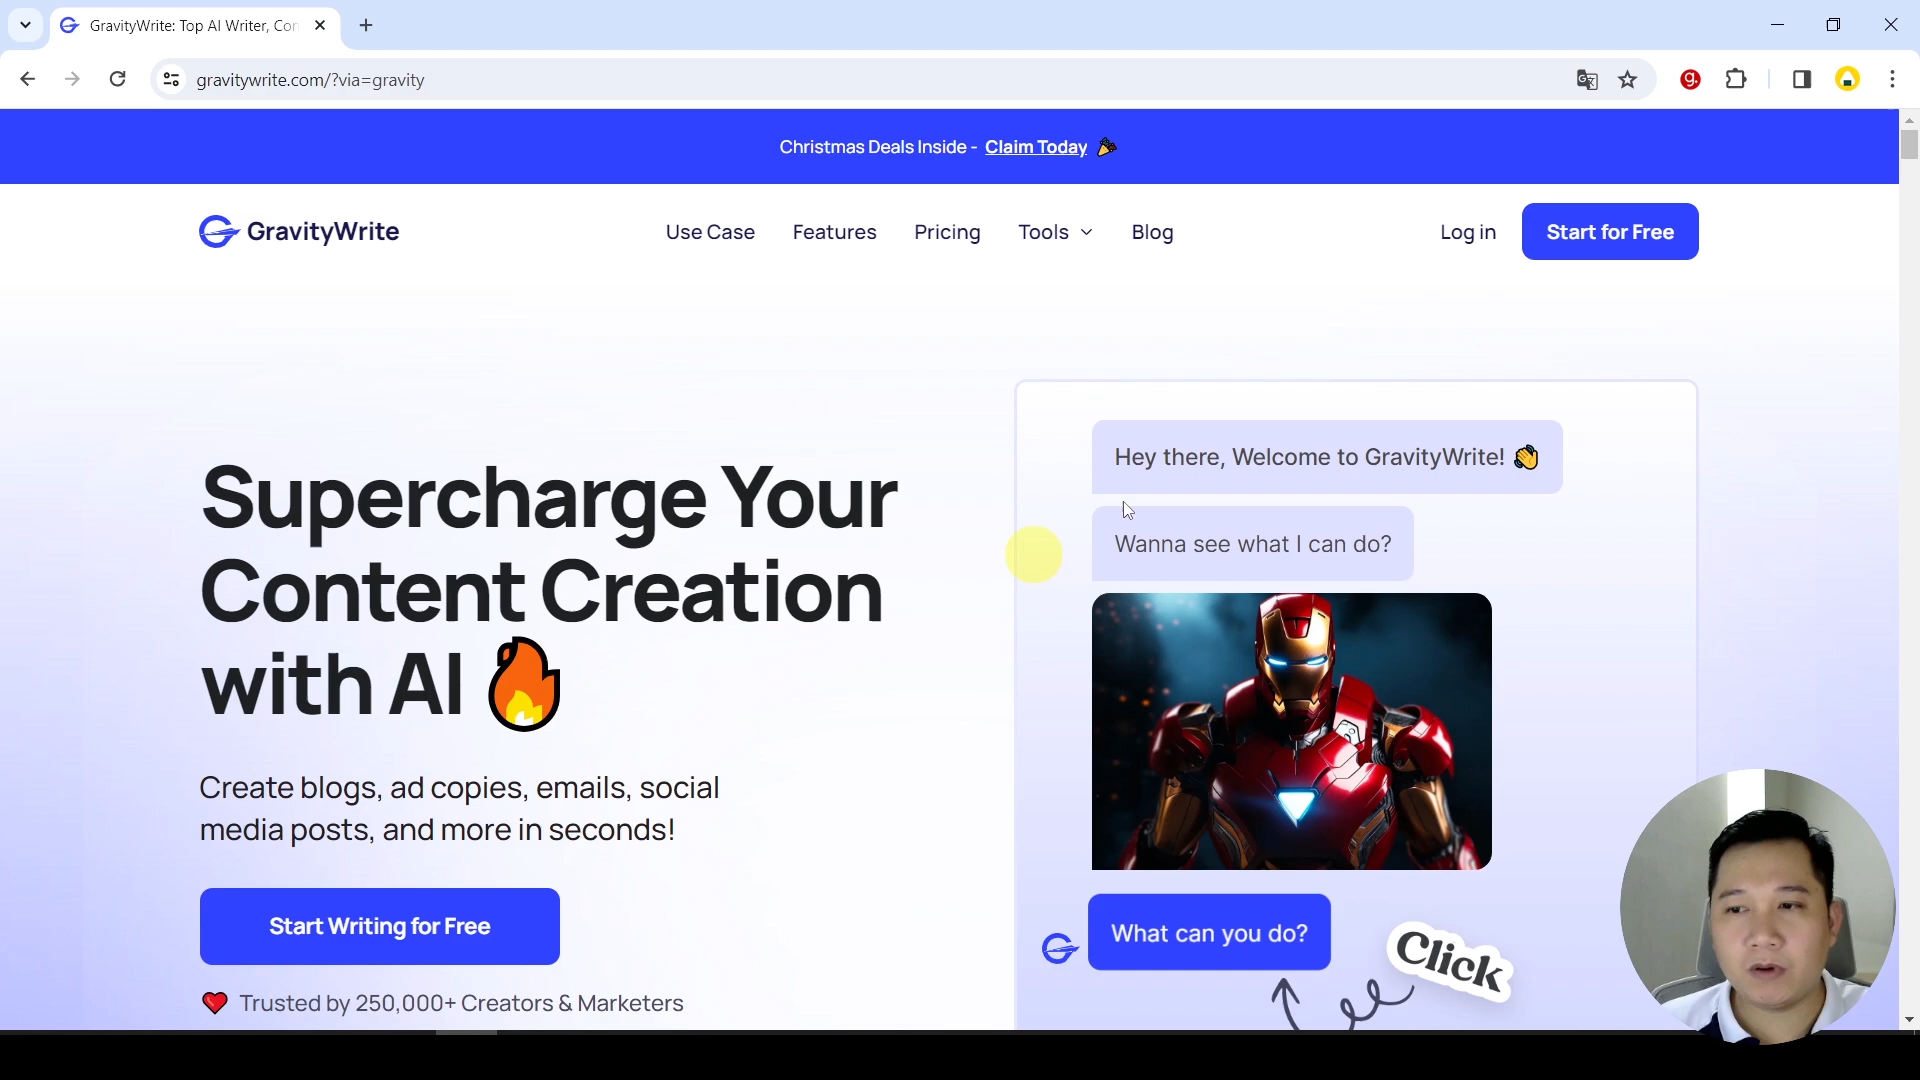 GravityWrite: Top AI Writer, Con
gravitywrite.com/?via=gravity
Christmas Deals Inside - Claim Today
GravityWrite
Use Case
Features
Pricing
Tools
Blog
Log in
Start for Free
Supercharge Your
Content Creation
with AI
Create blogs, ad copies, emails, social
media posts, and more in seconds!
Start Writing for Free
Trusted by 250,000+ Creators & Marketers
Hey there, Welcome to GravityWrite!
Wanna see what I can do?
What can you do?
Click